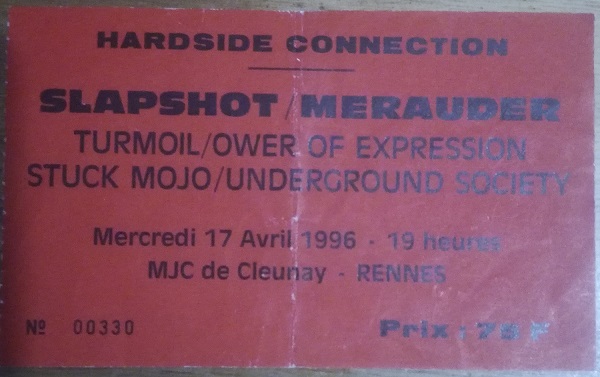 HARDSIDE CONNECTION
SLAPSHOT/MERAUDER
TURMOIL/OWER OF EXPRESSION
STUCK MOJO/UNDERGROUND SOCIETY
Mercredi 17 Avril 1996 - 19 heures
MJC de Cleunay - RENNES
Nº 00330
Prix : 75 F